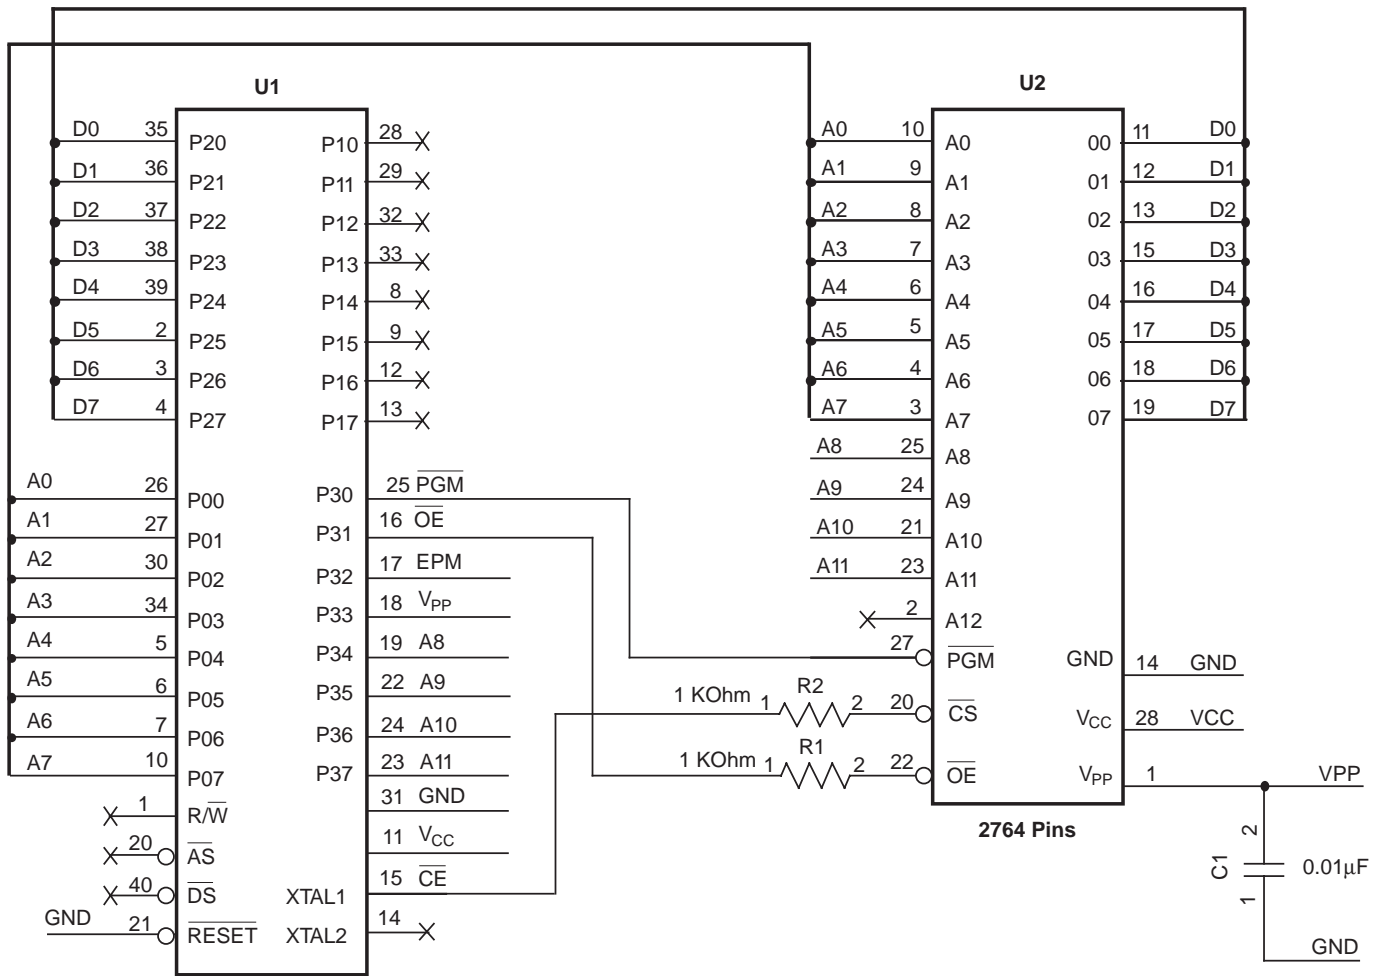 U1
U2
D0 35 P20 P10 28
D1 36 P21 P11 29
D2 37 P22 P12 32
D3 38 P23 P13 33
D4 39 P24 P14 8
D5 2 P25 P15 9
D6 3 P26 P16 12
D7 4 P27 P17 13
A0 26 P00 P30 25 PGM
A1 27 P01 P31 16 OE
A2 30 P02 P32 17 EPM
A3 34 P03 P33 18 VPP
A4 5 P04 P34 19 A8
A5 6 P05 P35 22 A9
A6 7 P06 P36 24 A10
A7 10 P07 P37 23 A11
1 R/W 31 GND
20 AS 11 VCC
40 DS XTAL1 15 CE
GND 21 RESET XTAL2 14
A0 10 A0 00 11 D0
A1 9 A1 01 12 D1
A2 8 A2 02 13 D2
A3 7 A3 03 15 D3
A4 6 A4 04 16 D4
A5 5 A5 05 17 D5
A6 4 A6 06 18 D6
A7 3 A7 07 19 D7
A8 25 A8
A9 24 A9
A10 21 A10
A11 23 A11
2 A12
27 PGM GND 14 GND
1 KOhm 1 R2 2 20 CS VCC 28 VCC
1 KOhm 1 R1 2 22 OE VPP 1 VPP
2764 Pins
2
C1 0.01µF
1
GND